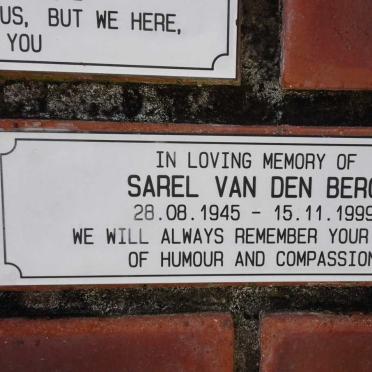 US, BUT WE HERE,
YOU
IN LOVING MEMORY OF
SAREL VAN DEN BERG
28.08.1945 - 15.11.1999
WE WILL ALWAYS REMEMBER YOUR
OF HUMOUR AND COMPASSION